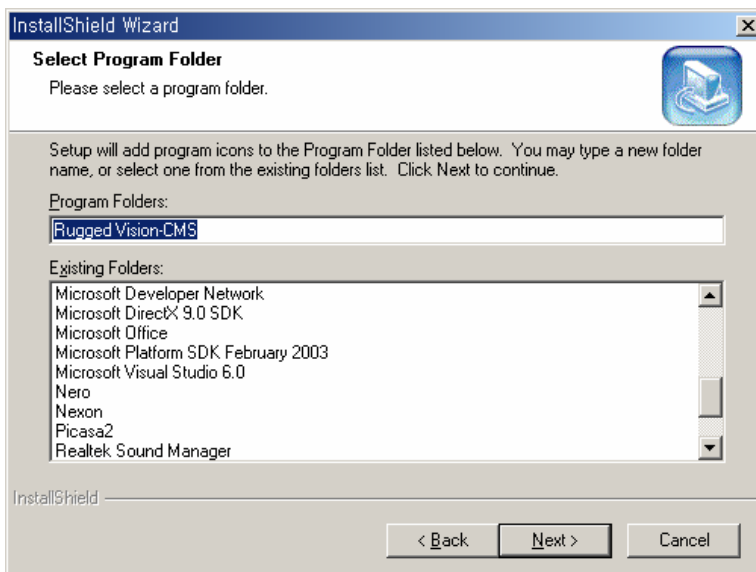 InstallShield Wizard
Select Program Folder
Please select a program folder.
Setup will add program icons to the Program Folder listed below.  You may type a new folder
name, or select one from the existing folders list.  Click Next to continue.
Program Folders:
Rugged Vision-CMS
Existing Folders:
Microsoft Developer Network
Microsoft DirectX 9.0 SDK
Microsoft Office
Microsoft Platform SDK February 2003
Microsoft Visual Studio 6.0
Nero
Nexon
Picasa2
Realtek Sound Manager
InstallShield
< Back Next > Cancel